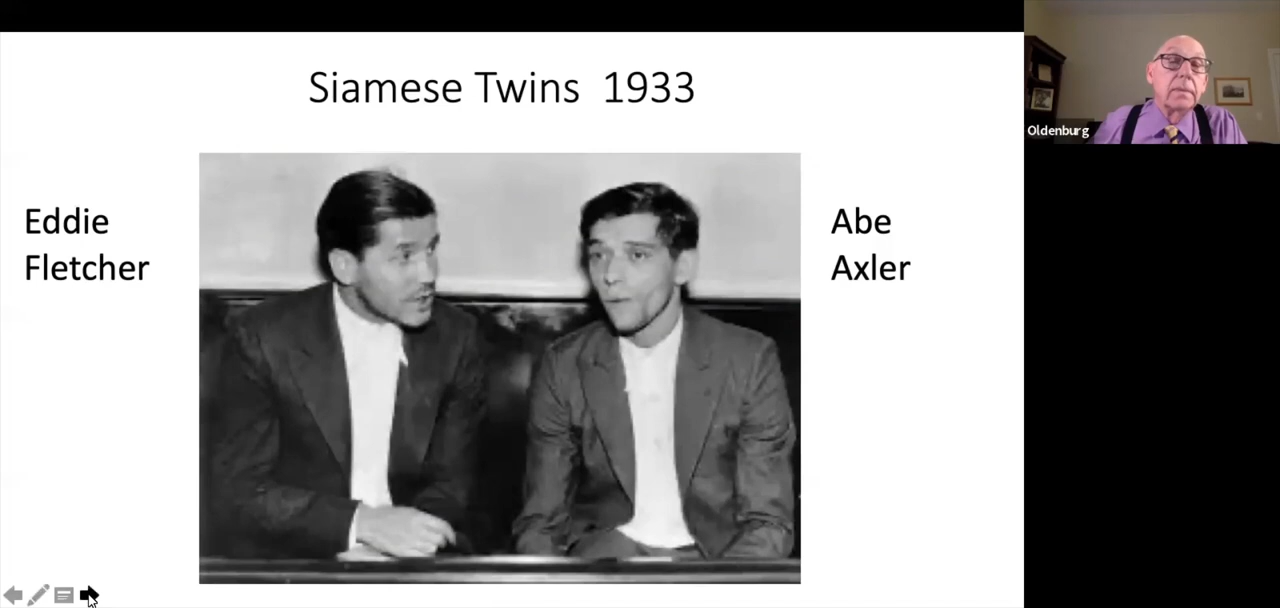 Siamese Twins 1933
Eddie
Fletcher
Abe
Axler
Oldenburg